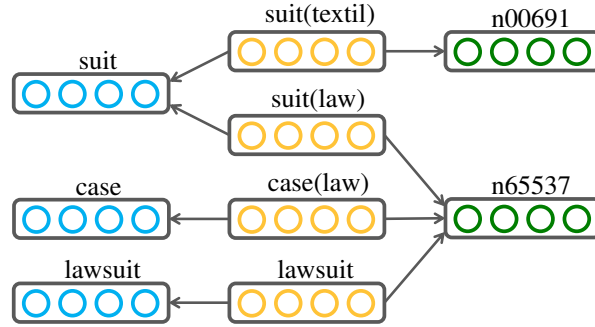 suit(textil)
n00691
suit
suit(law)
case
case(law)
n65537
lawsuit
lawsuit